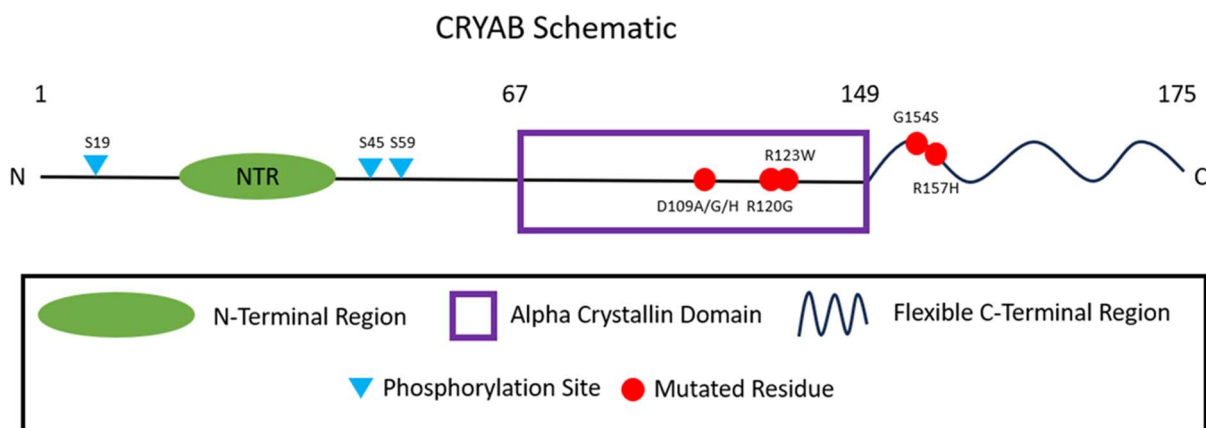 CRYAB Schematic
1 67 149 175
S19 S45 S59 G154S
R123W
N NTR C
D109A/G/H R120G R157H
N-Terminal Region Alpha Crystallin Domain Flexible C-Terminal Region
Phosphorylation Site Mutated Residue